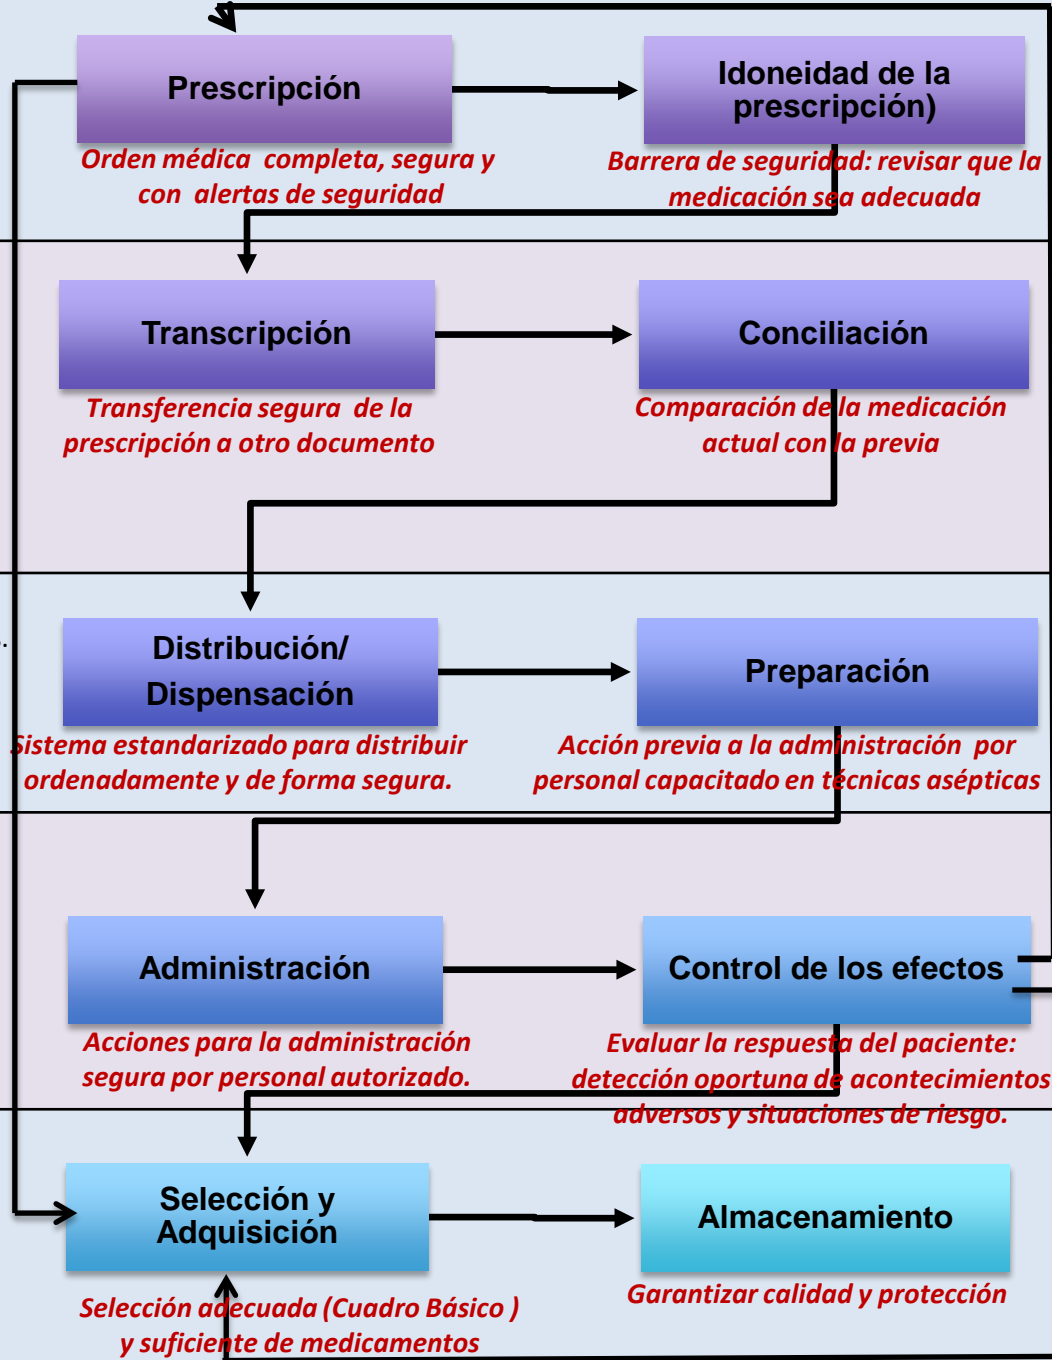 Prescripción
Idoneidad de la
prescripción)
Orden médica completa, segura y
con alertas de seguridad
Barrera de seguridad: revisar que la
medicación sea adecuada
Transcripción
Conciliación
Transferencia segura de la
prescripción a otro documento
Comparación de la medicación
actual con la previa
Distribución/
Dispensación
Preparación
Sistema estandarizado para distribuir
ordenadamente y de forma segura.
Acción previa a la administración por
personal capacitado en técnicas asépticas
Administración
Control de los efectos
Acciones para la administración
segura por personal autorizado.
Evaluar la respuesta del paciente:
detección oportuna de acontecimientos
adversos y situaciones de riesgo.
Selección y
Adquisición
Almacenamiento
Selección adecuada (Cuadro Básico )
y suficiente de medicamentos
Garantizar calidad y protección